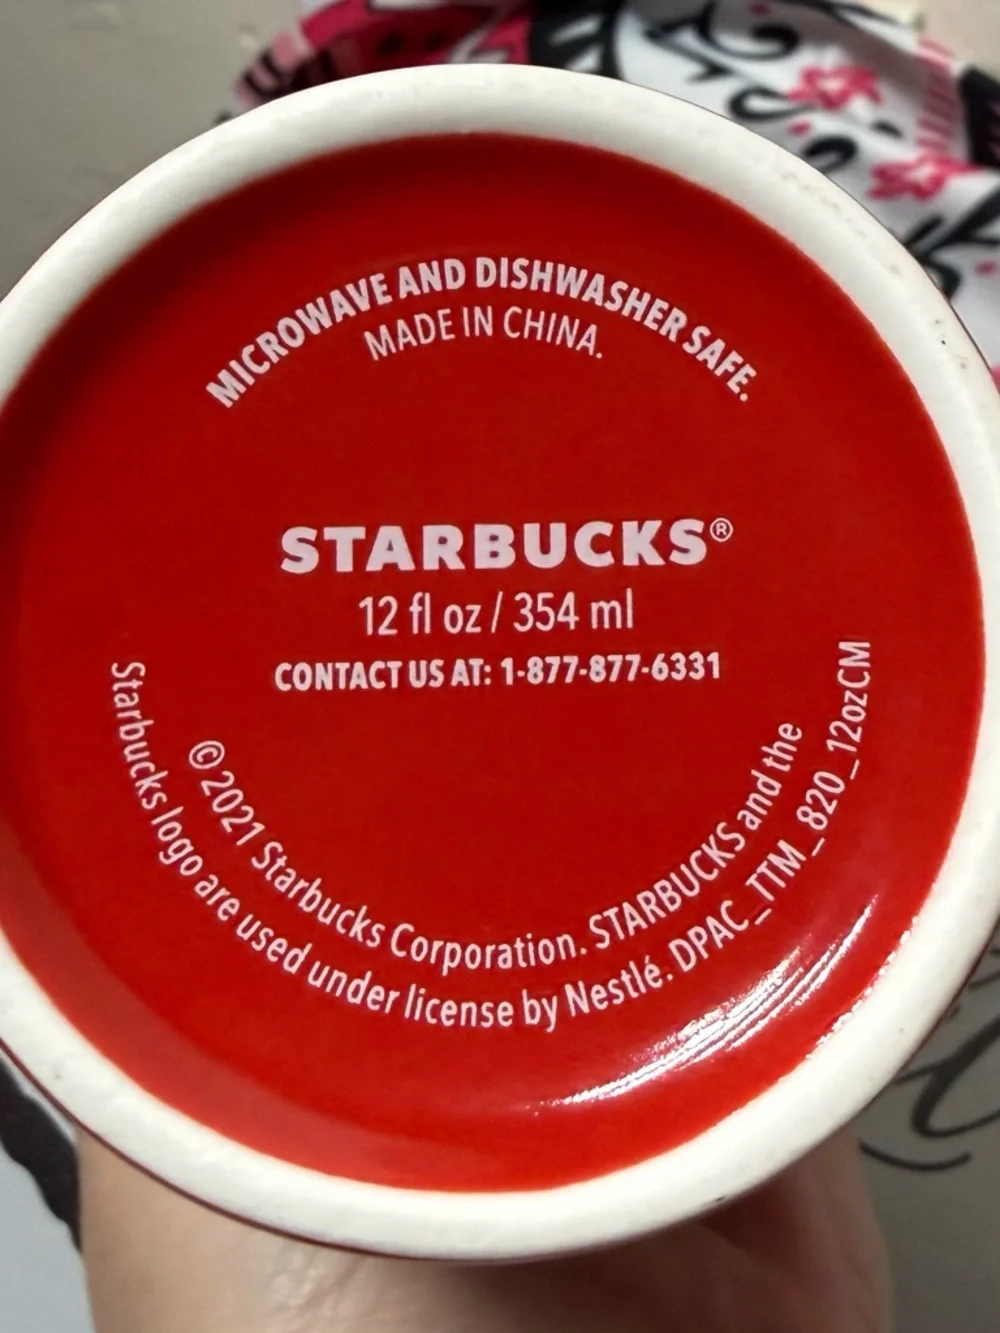 MICROWAVE AND DISHWASHER SAFE.
MADE IN CHINA.
STARBUCKS®
12 fl oz / 354 ml
CONTACT US AT: 1-877-877-6331
© 2021 Starbucks Corporation. STARBUCKS and the
Starbucks logo are used under license by Nestlé. DPAC_TTM_820_12ozCM